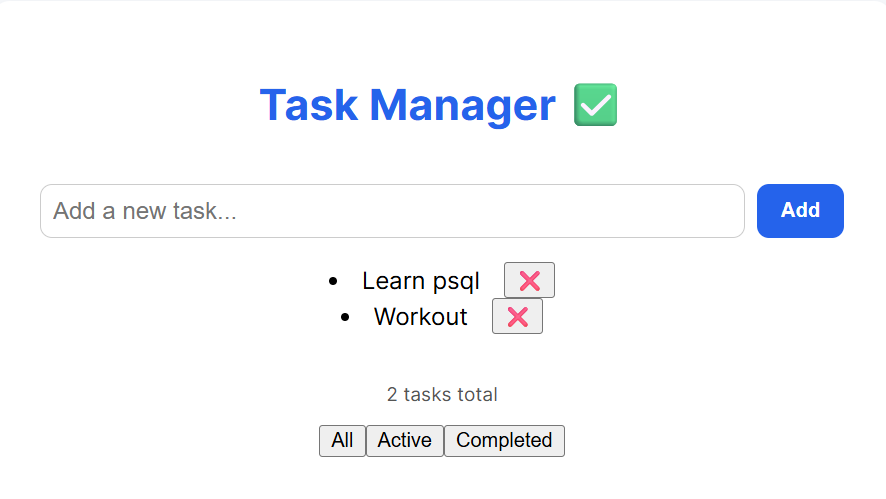 Task Manager ✅
Add a new task...
Add
Learn psql ❌
Workout ❌
2 tasks total
All Active Completed